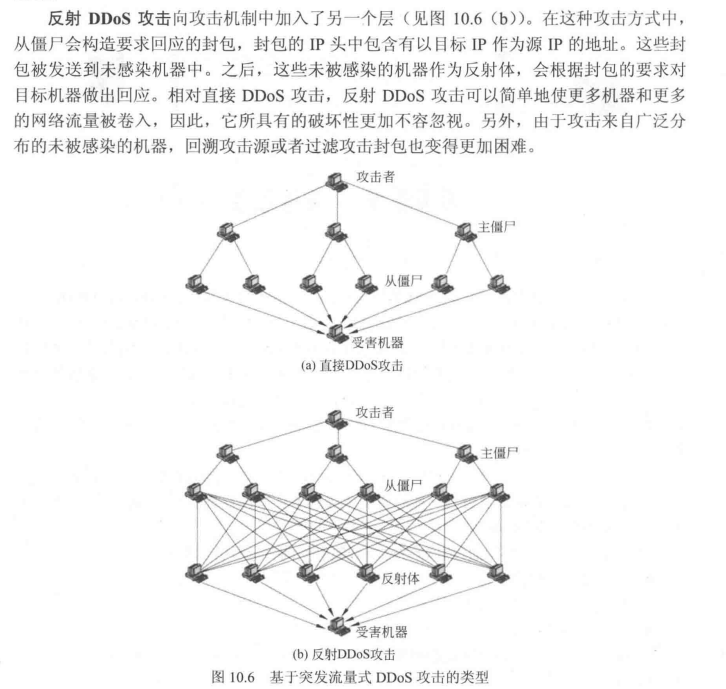 反射 DDoS 攻击向攻击机制中加入了另一个层（见图 10.6（b））。在这种攻击方式中，
从僵尸会构造要求回应的封包，封包的 IP 头中包含有以目标 IP 作为源 IP 的地址。这些封
包被发送到未感染机器中。之后，这些未被感染的机器作为反射体，会根据封包的要求对
目标机器做出回应。相对直接 DDoS 攻击，反射 DDoS 攻击可以简单地使更多机器和更多
的网络流量被卷入，因此，它所具有的破坏性更加不容忽视。另外，由于攻击来自广泛分
布的未被感染的机器，回溯攻击源或者过滤攻击封包也变得更加困难。
攻击者
主僵尸
从僵尸
受害机器
(a) 直接DDoS攻击
攻击者
主僵尸
从僵尸
反射体
受害机器
(b) 反射DDoS攻击
图 10.6 基于突发流量式 DDoS 攻击的类型